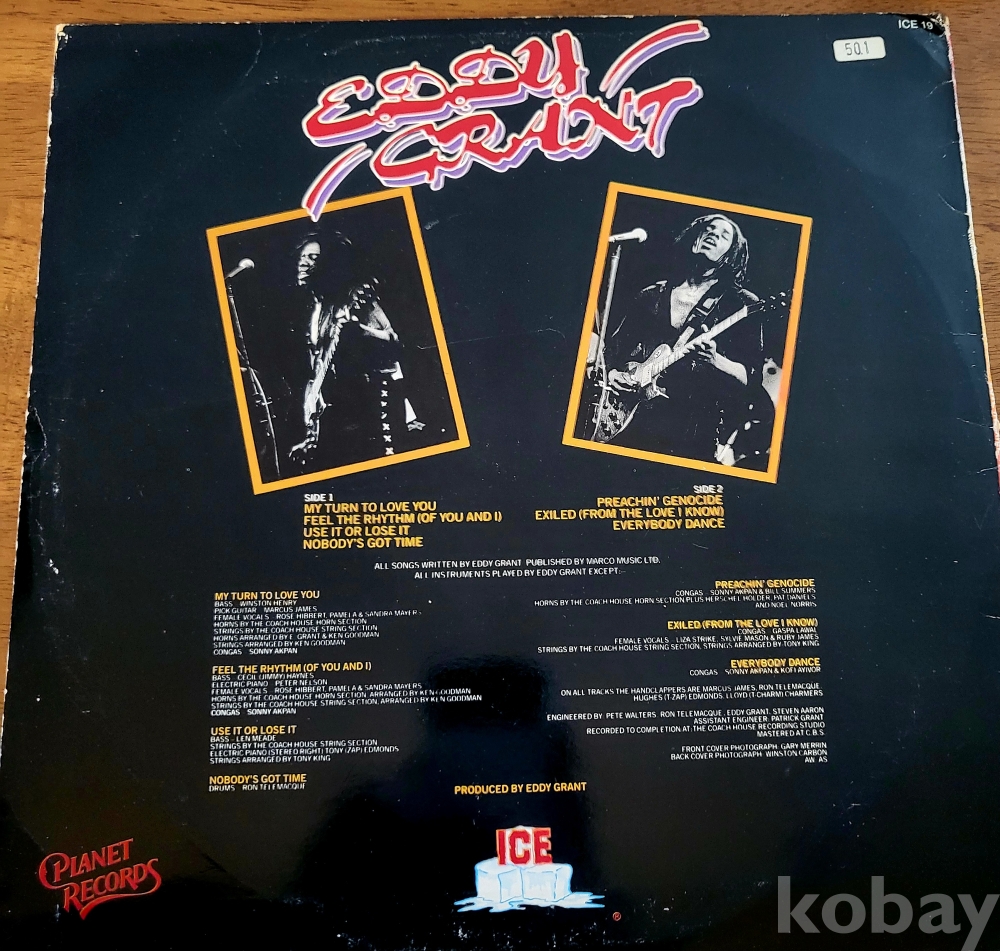 ICE 19
501
EDDY
GRANT
SIDE 1
MY TURN TO LOVE YOU
FEEL THE RHYTHM (OF YOU AND I)
USE IT OR LOSE IT
NOBODY'S GOT TIME
SIDE 2
PREACHIN' GENOCIDE
EXILED (FROM THE LOVE I KNOW)
EVERYBODY DANCE
ALL SONGS WRITTEN BY EDDY GRANT PUBLISHED BY MARCO MUSIC LTD.
ALL INSTRUMENTS PLAYED BY EDDY GRANT EXCEPT:—
MY TURN TO LOVE YOU
BASS WINSTON HENRY
PICK GUITAR MARCUS JAMES
FEMALE VOCALS ROSE HIBBERT, PAMELA & SANDRA MAYERS
HORNS BY THE COACH HOUSE HORN SECTION
STRINGS BY THE COACH HOUSE STRING SECTION
HORNS ARRANGED BY E. GRANT & KEN GOODMAN
STRINGS ARRANGED BY KEN GOODMAN
CONGAS SONNY AKPAN
FEEL THE RHYTHM (OF YOU AND I)
BASS CECIL (JIMMY) HAYNES
ELECTRIC PIANO PETER NELSON
FEMALE VOCALS ROSE HIBBERT, PAMELA & SANDRA MAYERS
HORNS BY THE COACH HOUSE HORN SECTION, ARRANGED BY KEN GOODMAN
STRINGS BY THE COACH HOUSE STRING SECTION, ARRANGED BY KEN GOODMAN
CONGAS SONNY AKPAN
USE IT OR LOSE IT
BASS LEN MEADE
STRINGS BY THE COACH HOUSE STRING SECTION
ELECTRIC PIANO (STEREO RIGHT) TONY (ZAP) EDMONDS
STRINGS ARRANGED BY TONY KING
NOBODY'S GOT TIME
DRUMS RON TELEMACQUE
PREACHIN' GENOCIDE
CONGAS SONNY AKPAN & BILL SUMMERS
HORNS BY THE COACH HOUSE HORN SECTION PLUS HERSCHEL HOLDER, PAT DANIELS
AND NOEL NORRIS
EXILED (FROM THE LOVE I KNOW)
CONGAS GASPA LAWAL
FEMALE VOCALS LIZA STRIKE, SYLVIE MASON & RUBY JAMES
STRINGS BY THE COACH HOUSE STRING SECTION, STRINGS ARRANGED BY TONY KING
EVERYBODY DANCE
CONGAS SONNY AKPAN & KOFI AYIVOR
ON ALL TRACKS THE HANDCLAPPERS ARE MARCUS JAMES, RON TELEMACQUE,
HUGHES (T. ZAP) EDMONDS, LLOYD (T. CHARM) CHARMERS
ENGINEERED BY: PETE WALTERS, RON TELEMACQUE, EDDY GRANT, STEVEN AARON
ASSISTANT ENGINEER: PATRICK GRANT
RECORDED TO COMPLETION AT: THE COACH HOUSE RECORDING STUDIO
MASTERED AT C.B.S.
FRONT COVER PHOTOGRAPH GARY MERRIN
BACK COVER PHOTOGRAPH WINSTON CARBON
PRODUCED BY EDDY GRANT
PLANET
RECORDS
ICE
®
kobay